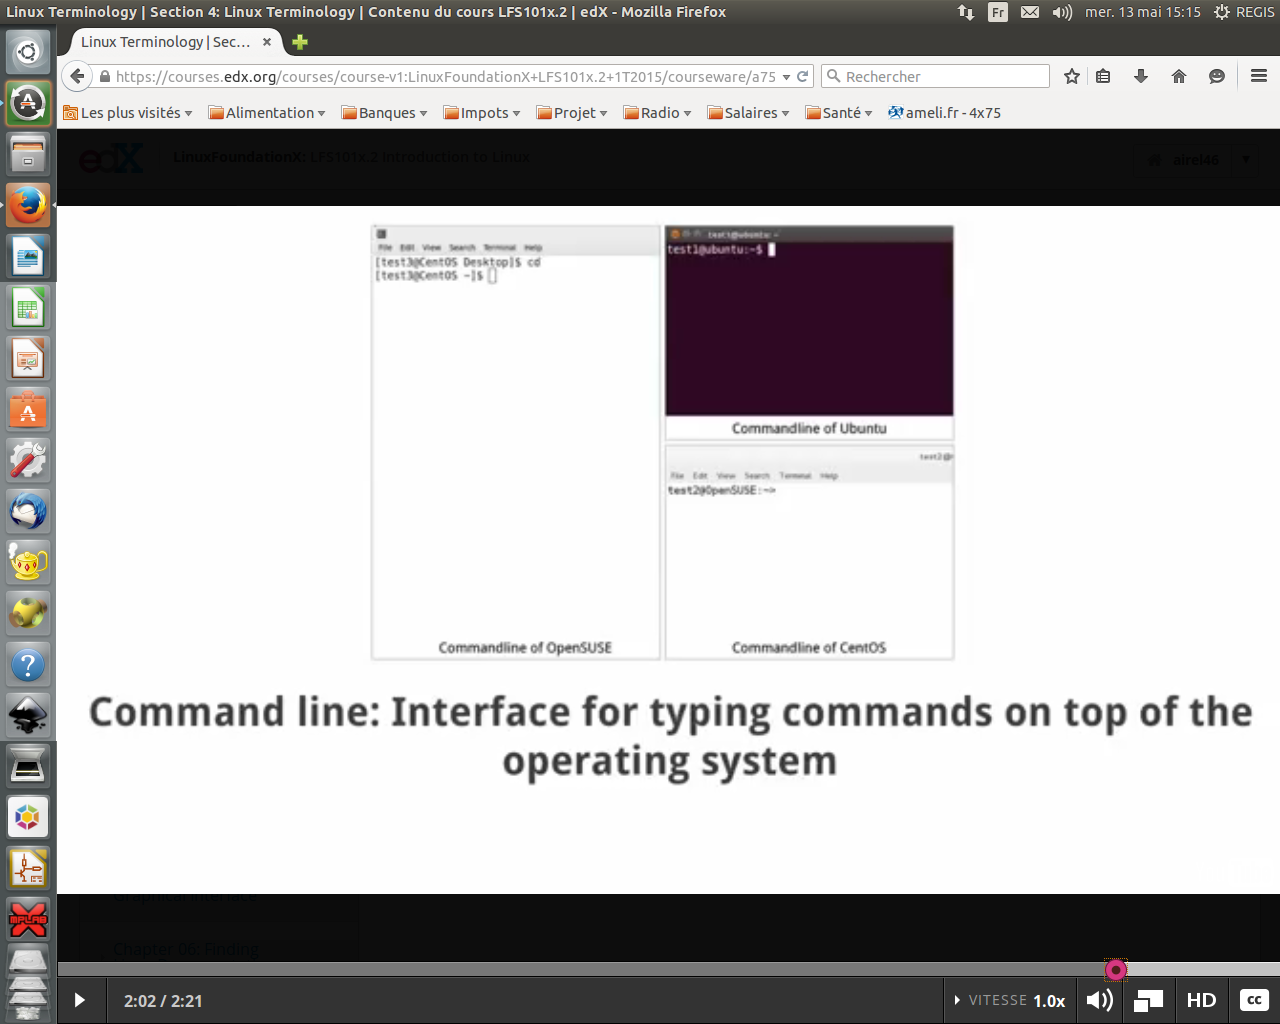 Linux Terminology | Section 4: Linux Terminology | Contenu du cours LFS101x.2 | edX - Mozilla Firefox
Fr
mer. 13 mai 15:15
REGIS
Linux Terminology | Sec...
https://courses.edx.org/courses/course-v1:LinuxFoundationX+LFS101x.2+1T2015/courseware/a75
Rechercher
Les plus visités
Alimentation
Banques
Impots
Projet
Radio
Salaires
Santé
ameli.fr - 4x75
edX
LinuxFoundationX: LFS101x.2 Introduction to Linux
airel46
File Edit View Search Terminal Help
[test3@CentOS Desktop]$ cd
[test3@CentOS ~]$
Commandline of OpenSUSE
test1@ubuntu: ~
test1@ubuntu:~$
Commandline of Ubuntu
File Edit View Search Terminal Help
test2@OpenSUSE:~>
Commandline of CentOS
Command line: Interface for typing commands on top of the
operating system
Graphical Interface
Chapter 06: Finding
MPLAB
2:02 / 2:21
VITESSE 1.0x
HD
cc